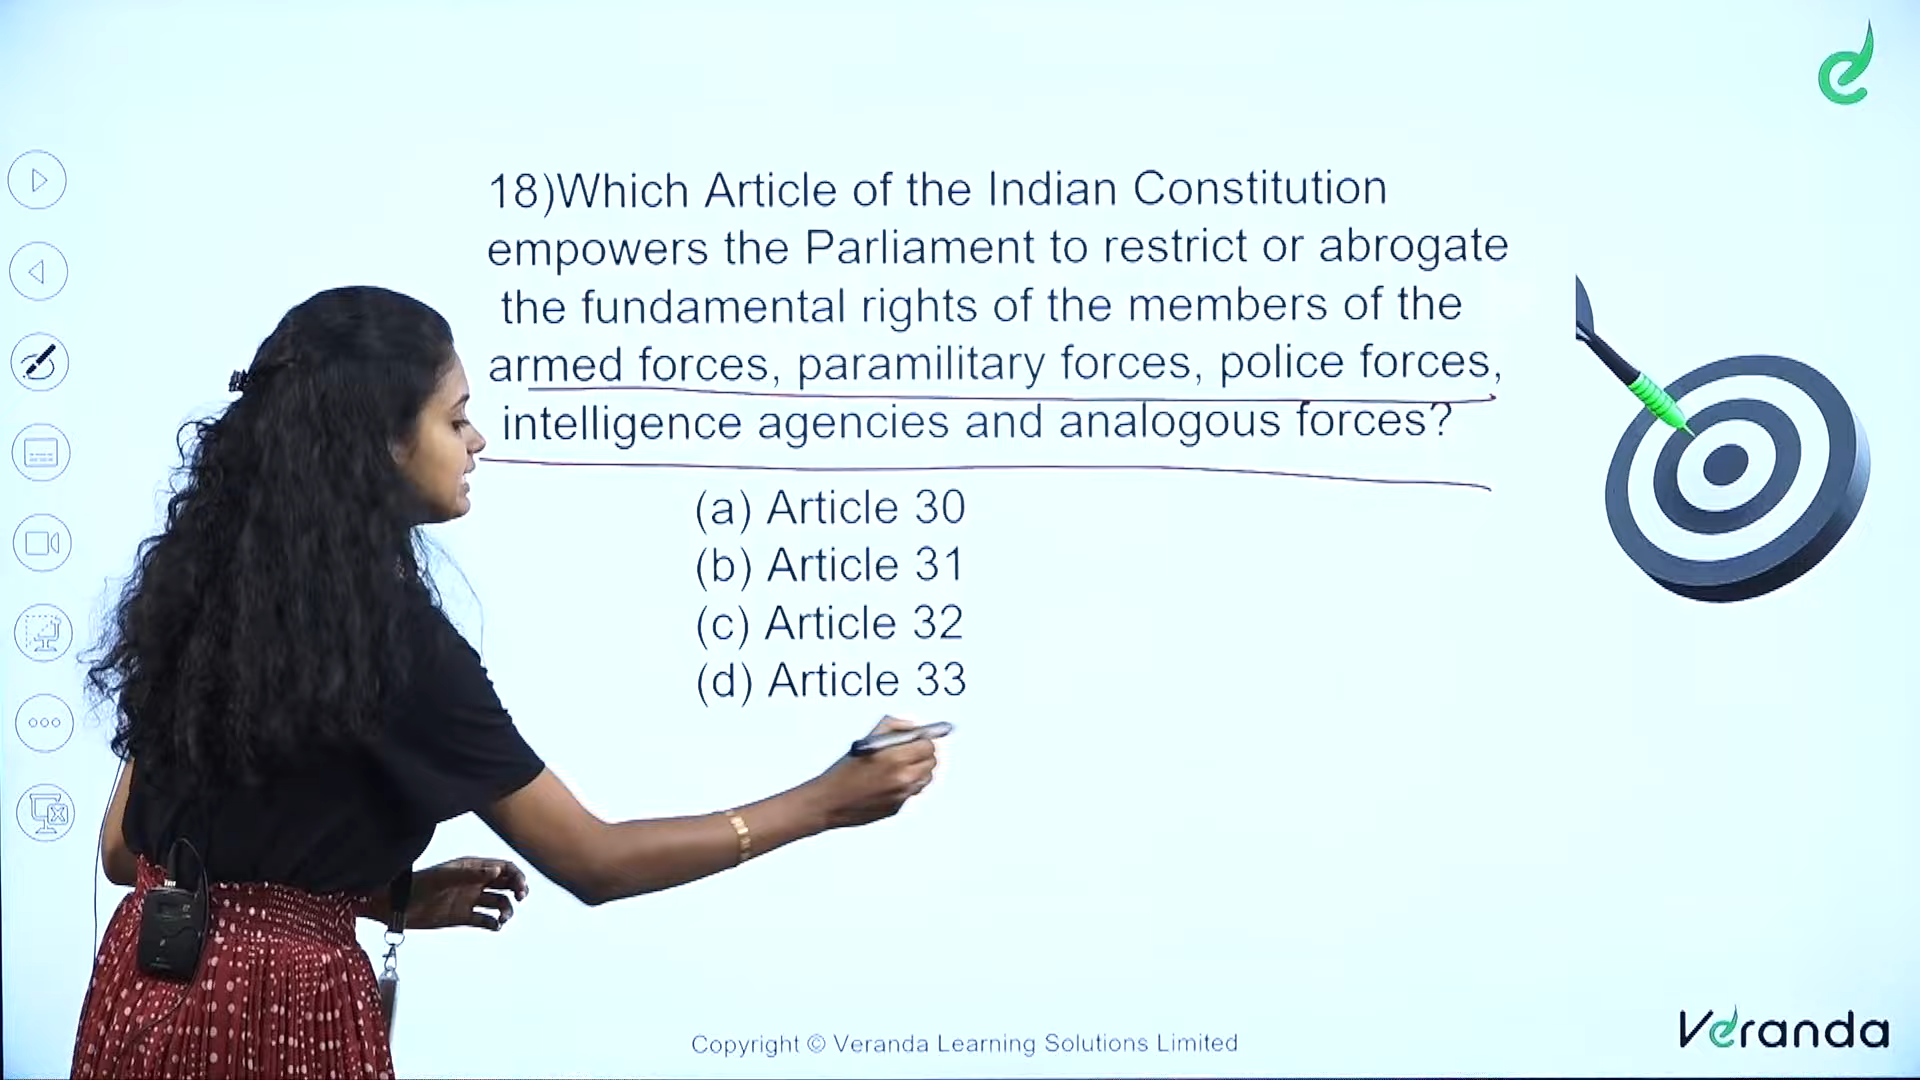 18)Which Article of the Indian Constitution
empowers the Parliament to restrict or abrogate
the fundamental rights of the members of the
armed forces, paramilitary forces, police forces,
intelligence agencies and analogous forces?
(a) Article 30
(b) Article 31
(c) Article 32
(d) Article 33
Copyright © Veranda Learning Solutions Limited
Veranda